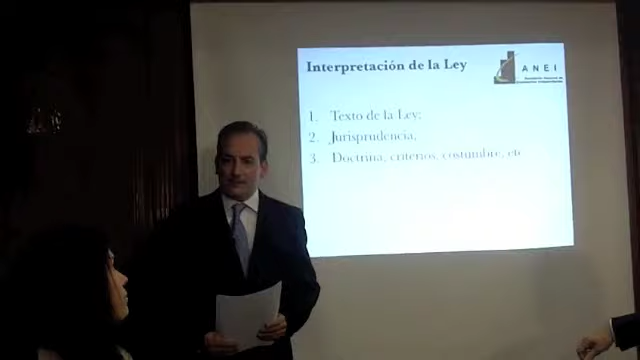 Interpretación de la Ley
ANEI
1. Texto de la Ley;
2. Jurisprudencia,
3. Doctrina, criterios, costumbre, etc